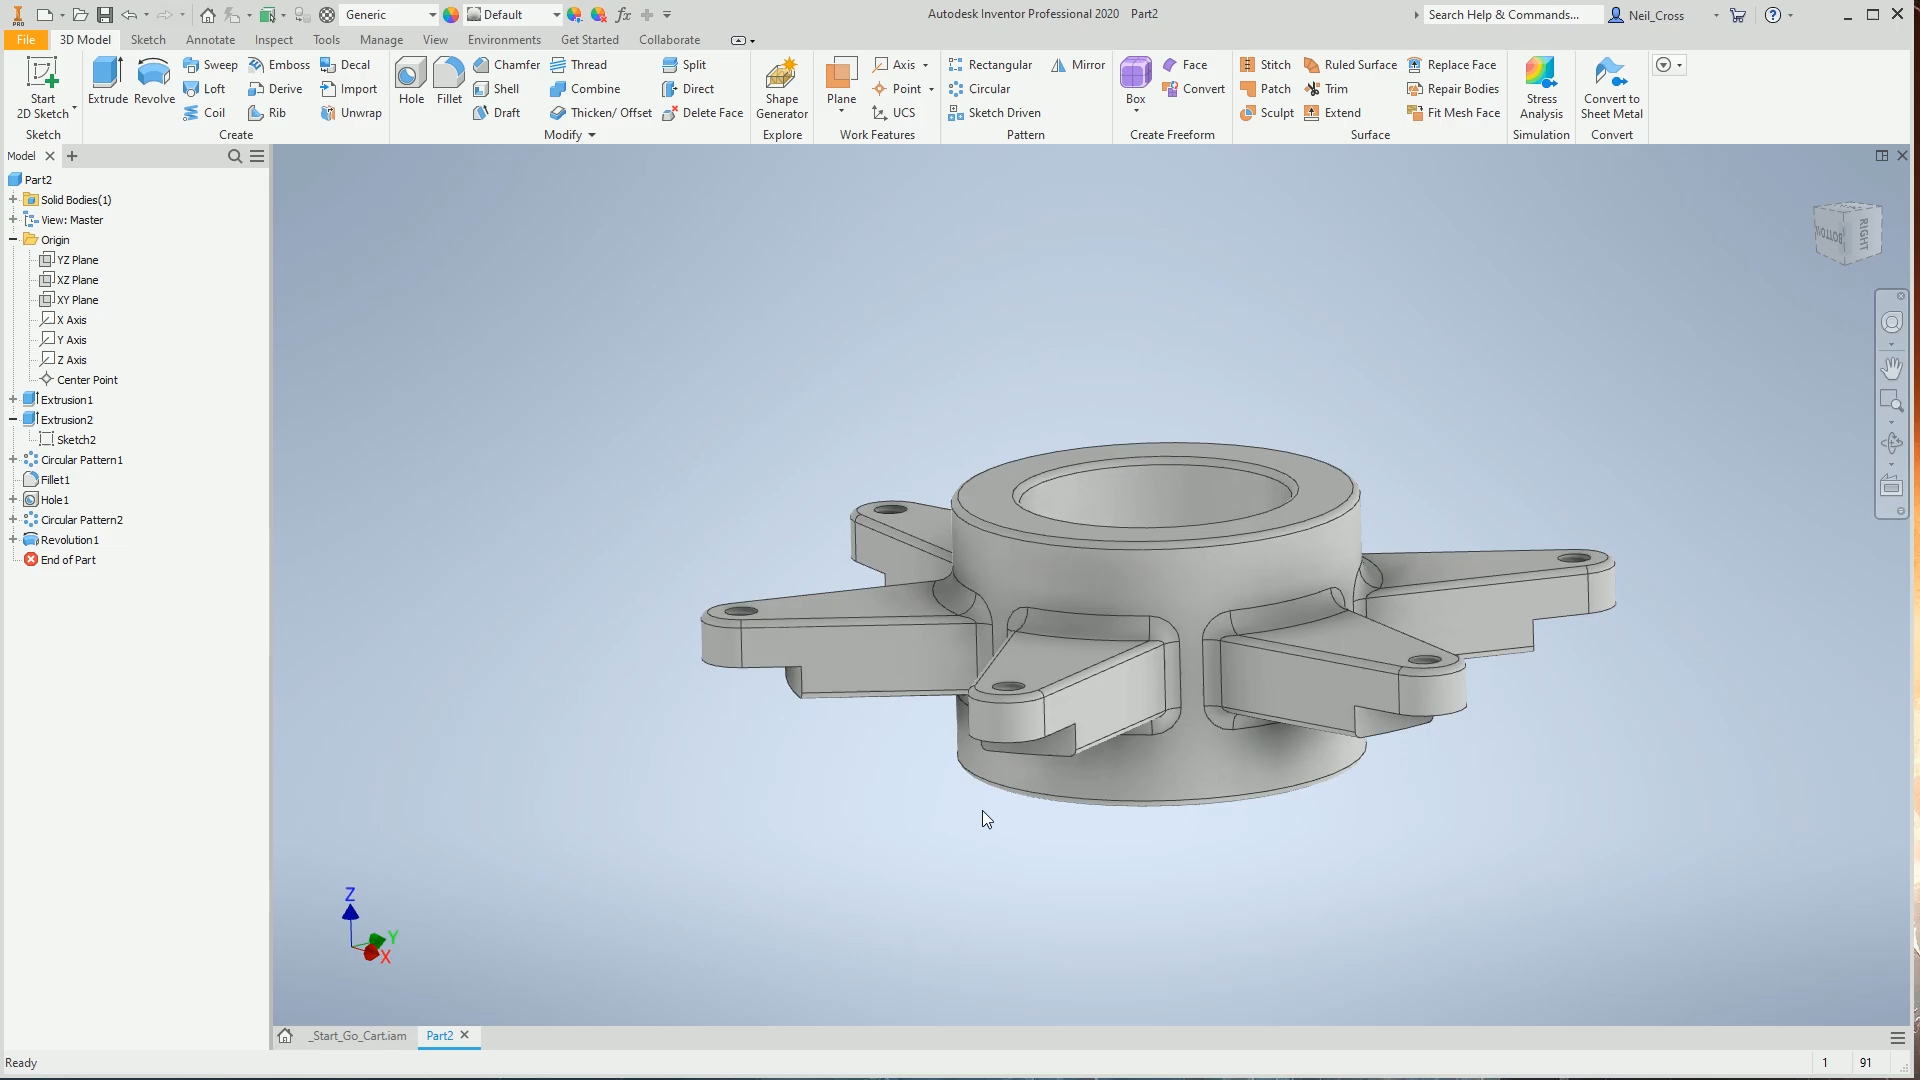 PRO Generic Default fx Autodesk Inventor Professional 2020 Part2 Search Help & Commands... Neil_Cross
File 3D Model Sketch Annotate Inspect Tools Manage View Environments Get Started Collaborate
Start 2D Sketch
Extrude
Revolve
Sweep
Loft
Coil
Emboss
Derive
Rib
Decal
Import
Unwrap
Hole
Fillet
Chamfer
Shell
Draft
Thread
Combine
Thicken/ Offset
Split
Direct
Delete Face
Shape Generator
Plane
Axis
Point
UCS
Rectangular
Circular
Sketch Driven
Mirror
Box
Face
Convert
Stitch
Patch
Sculpt
Ruled Surface
Trim
Extend
Replace Face
Repair Bodies
Fit Mesh Face
Stress Analysis
Convert to Sheet Metal
Sketch Create Modify Explore Work Features Pattern Create Freeform Surface Simulation Convert
Model
Part2
Solid Bodies(1)
View: Master
Origin
YZ Plane
XZ Plane
XY Plane
X Axis
Y Axis
Z Axis
Center Point
Extrusion1
Extrusion2
Sketch2
Circular Pattern1
Fillet1
Hole1
Circular Pattern2
Revolution1
End of Part
BOTTOM
RIGHT
Z
Y
X
_Start_Go_Cart.iam Part2
Ready 1 91